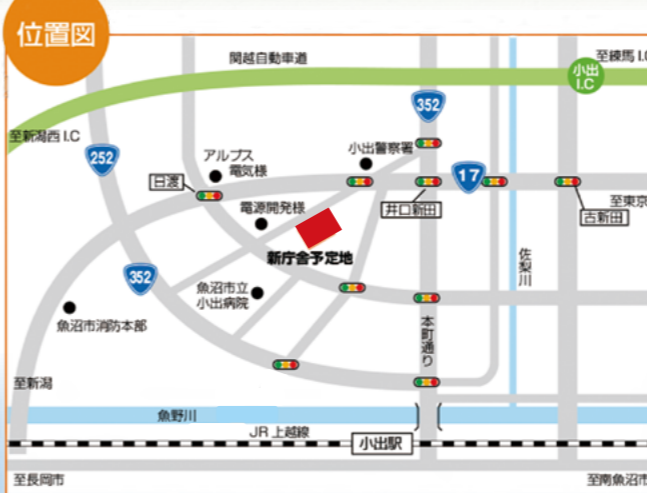 位置図
関越自動車道
至練馬I.C
小出
I.C
352
至新潟西I.C
252
アルプス
電気様
小出警察署
17
日渡
井口新田
至東京
古新田
電源開発様
新庁舎予定地
佐梨川
352
魚沼市立
小出病院
魚沼市消防本部
本町通り
至新潟
魚野川
JR上越線
小出駅
至長岡市
至南魚沼市